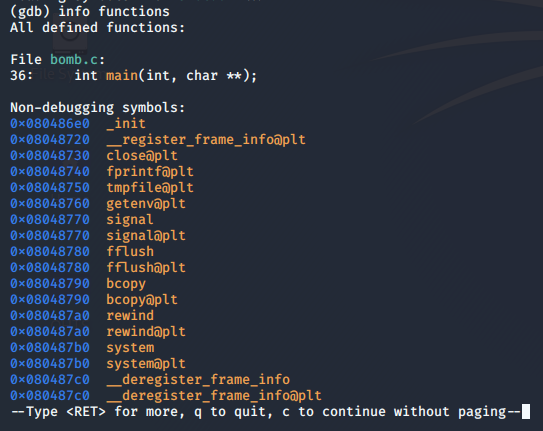 (gdb) info functions
All defined functions:
File bomb.c:
36: int main(int, char **);
Non-debugging symbols:
0×080486e0 _init
0×08048720 __register_frame_info@plt
0×08048730 close@plt
0×08048740 fprintf@plt
0×08048750 tmpfile@plt
0×08048760 getenv@plt
0×08048770 signal
0×08048770 signal@plt
0×08048780 fflush
0×08048780 fflush@plt
0×08048790 bcopy
0×08048790 bcopy@plt
0×080487a0 rewind
0×080487a0 rewind@plt
0×080487b0 system
0×080487b0 system@plt
0×080487c0 __deregister_frame_info
0×080487c0 __deregister_frame_info@plt
--Type <RET> for more, q to quit, c to continue without paging--